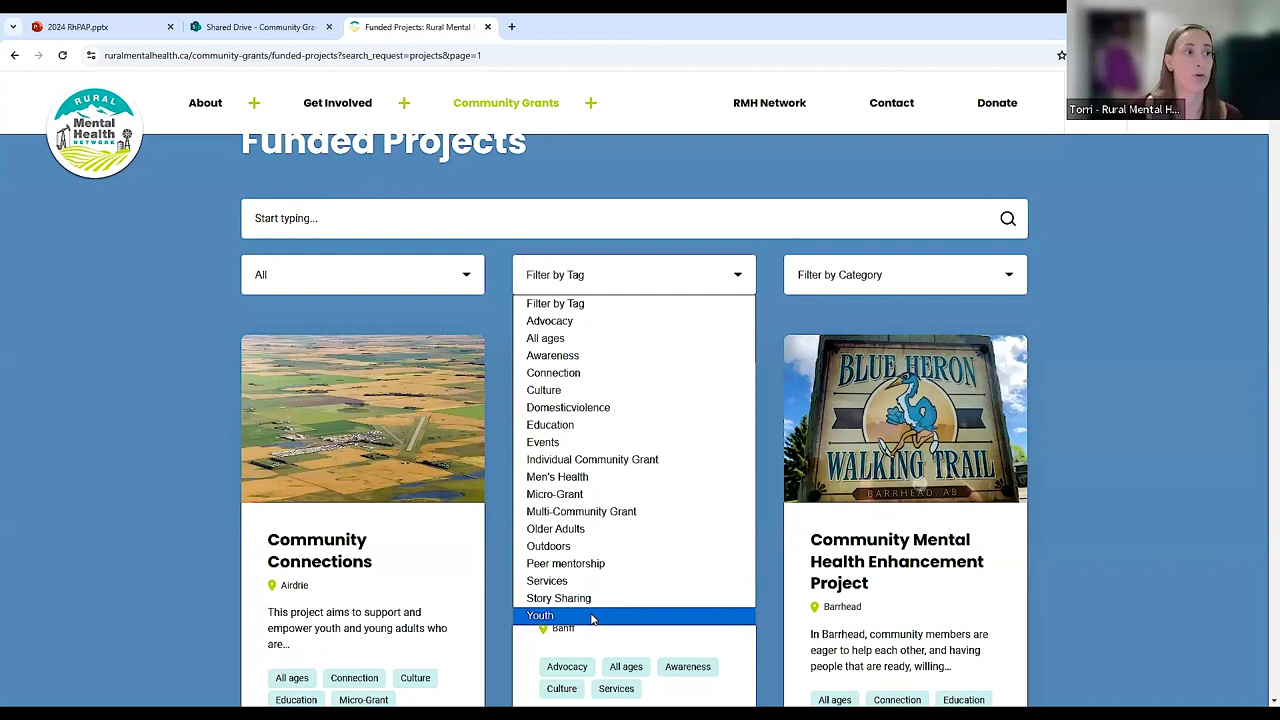 2024 RhPAP.pptx
Shared Drive - Community Gra
Funded Projects: Rural Mental
ruralmentalhealth.ca/community-grants/funded-projects?search_request=projects&page=1
Torri - Rural Mental H...
RURAL
Mental
Health
NETWORK
About
Get Involved
Community Grants
RMH Network
Contact
Donate
Funded Projects
Start typing...
All
Filter by Tag
Filter by Category
Filter by Tag
Advocacy
All ages
Awareness
Connection
Culture
Domesticviolence
Education
Events
Individual Community Grant
Men's Health
Micro-Grant
Multi-Community Grant
Older Adults
Outdoors
Peer mentorship
Services
Story Sharing
Youth
Community
Connections
Airdrie
This project aims to support and
empower youth and young adults who
are...
All ages Connection Culture
Education Micro-Grant
Banff
Advocacy All ages Awareness
Culture Services
BLUE HERON
WALKING TRAIL
BARRHEAD, AB
Community Mental
Health Enhancement
Project
Barrhead
In Barrhead, community members are
eager to help each other, and having
people that are ready, willing...
All ages Connection Education